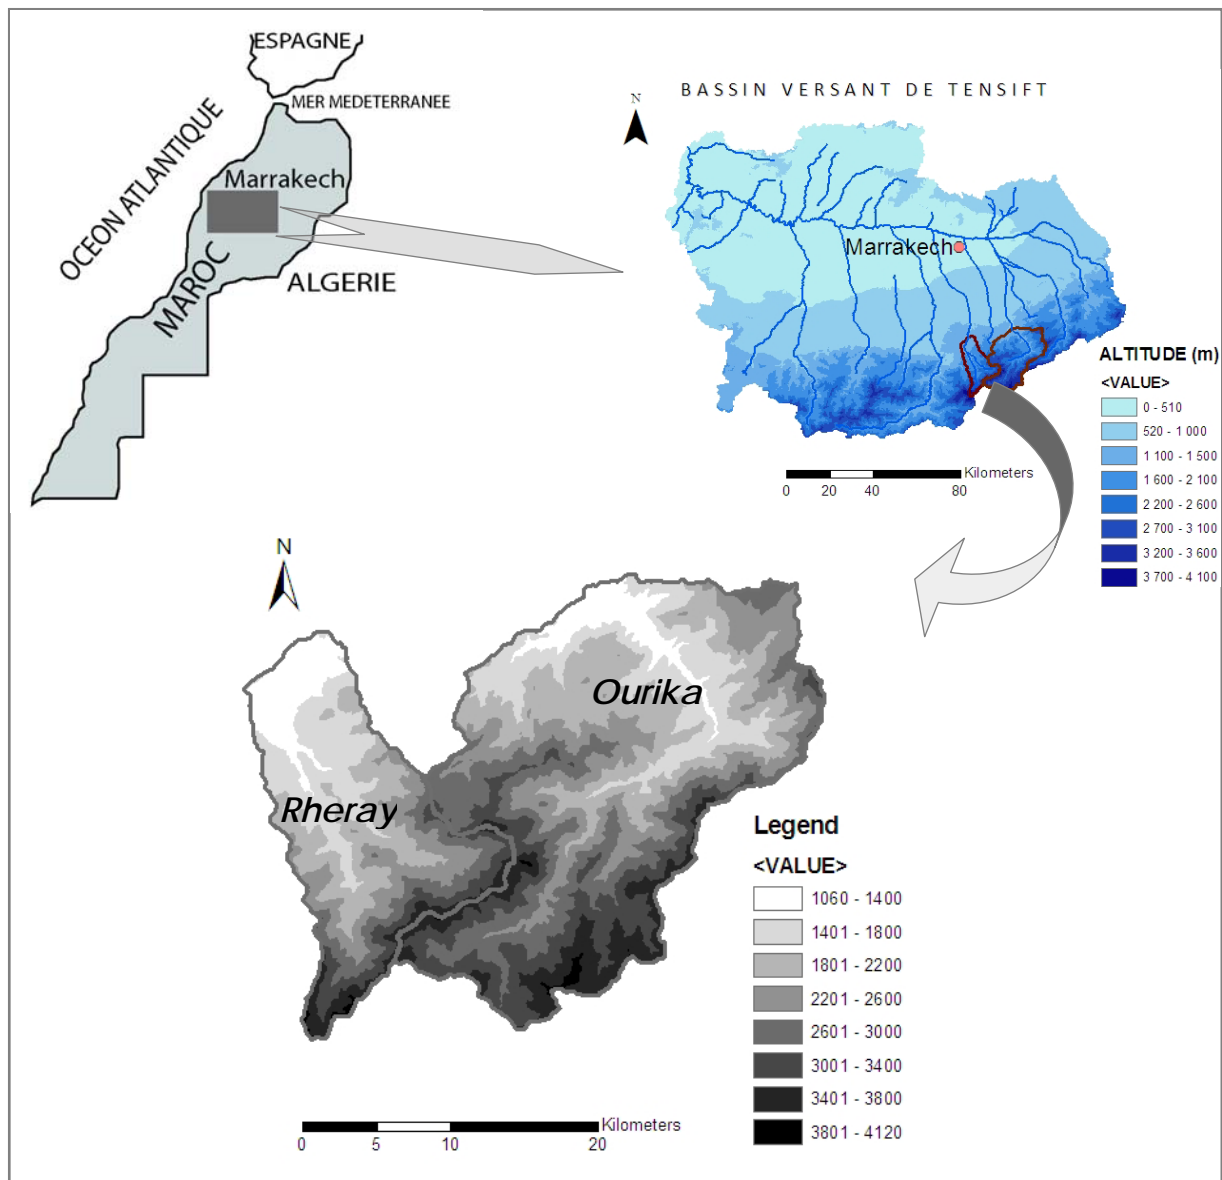 ESPAGNE
MER MEDETERRANEE
OCEON ATLANTIQUE
Marrakech
MAROC
ALGERIE
BASSIN VERSANT DE TENSIFT
N
Marrakech
ALTITUDE (m)
<VALUE>
0 - 510
520 - 1 000
1 100 - 1 500
1 600 - 2 100
2 200 - 2 600
2 700 - 3 100
3 200 - 3 600
3 700 - 4 100
Kilometers
0 20 40 80
N
Ourika
Rheray
Legend
<VALUE>
1060 - 1400
1401 - 1800
1801 - 2200
2201 - 2600
2601 - 3000
3001 - 3400
3401 - 3800
3801 - 4120
Kilometers
0 5 10 20